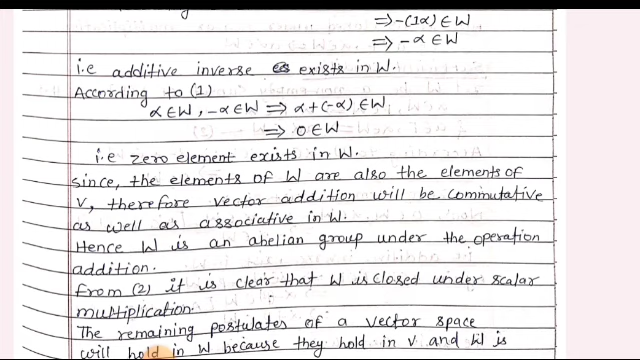 ⇒ -(1α) ∈ W
⇒ -α ∈ W
i.e additive inverse exists in W.
According to (1)
α ∈ W, -α ∈ W ⇒ α + (-α) ∈ W
⇒ 0 ∈ W
i.e zero element exists in W.
since, the elements of W are also the elements of
V, therefore vector addition will be commutative
as well as associative in W.
Hence W is an abelian group under the operation
addition.
from (2) it is clear that W is closed under scalar
multiplication.
The remaining postulates of a vector space
will hold in W because they hold in V and W is